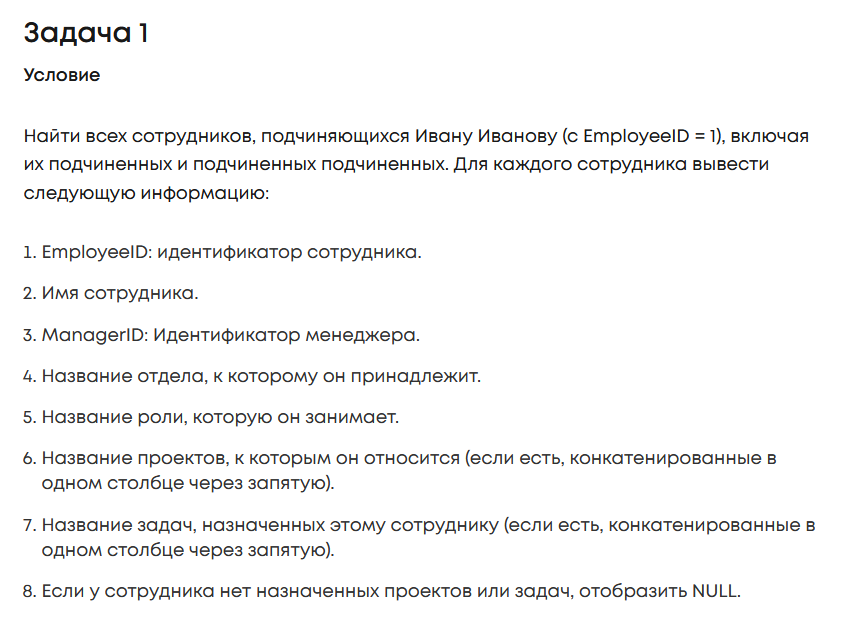 Задача 1
Условие
Найти всех сотрудников, подчиняющихся Ивану Иванову (с EmployeeID = 1), включая
их подчиненных и подчиненных подчиненных. Для каждого сотрудника вывести
следующую информацию:
1. EmployeeID: идентификатор сотрудника.
2. Имя сотрудника.
3. ManagerID: Идентификатор менеджера.
4. Название отдела, к которому он принадлежит.
5. Название роли, которую он занимает.
6. Название проектов, к которым он относится (если есть, конкатенированные в
одном столбце через запятую).
7. Название задач, назначенных этому сотруднику (если есть, конкатенированные в
одном столбце через запятую).
8. Если у сотрудника нет назначенных проектов или задач, отобразить NULL.